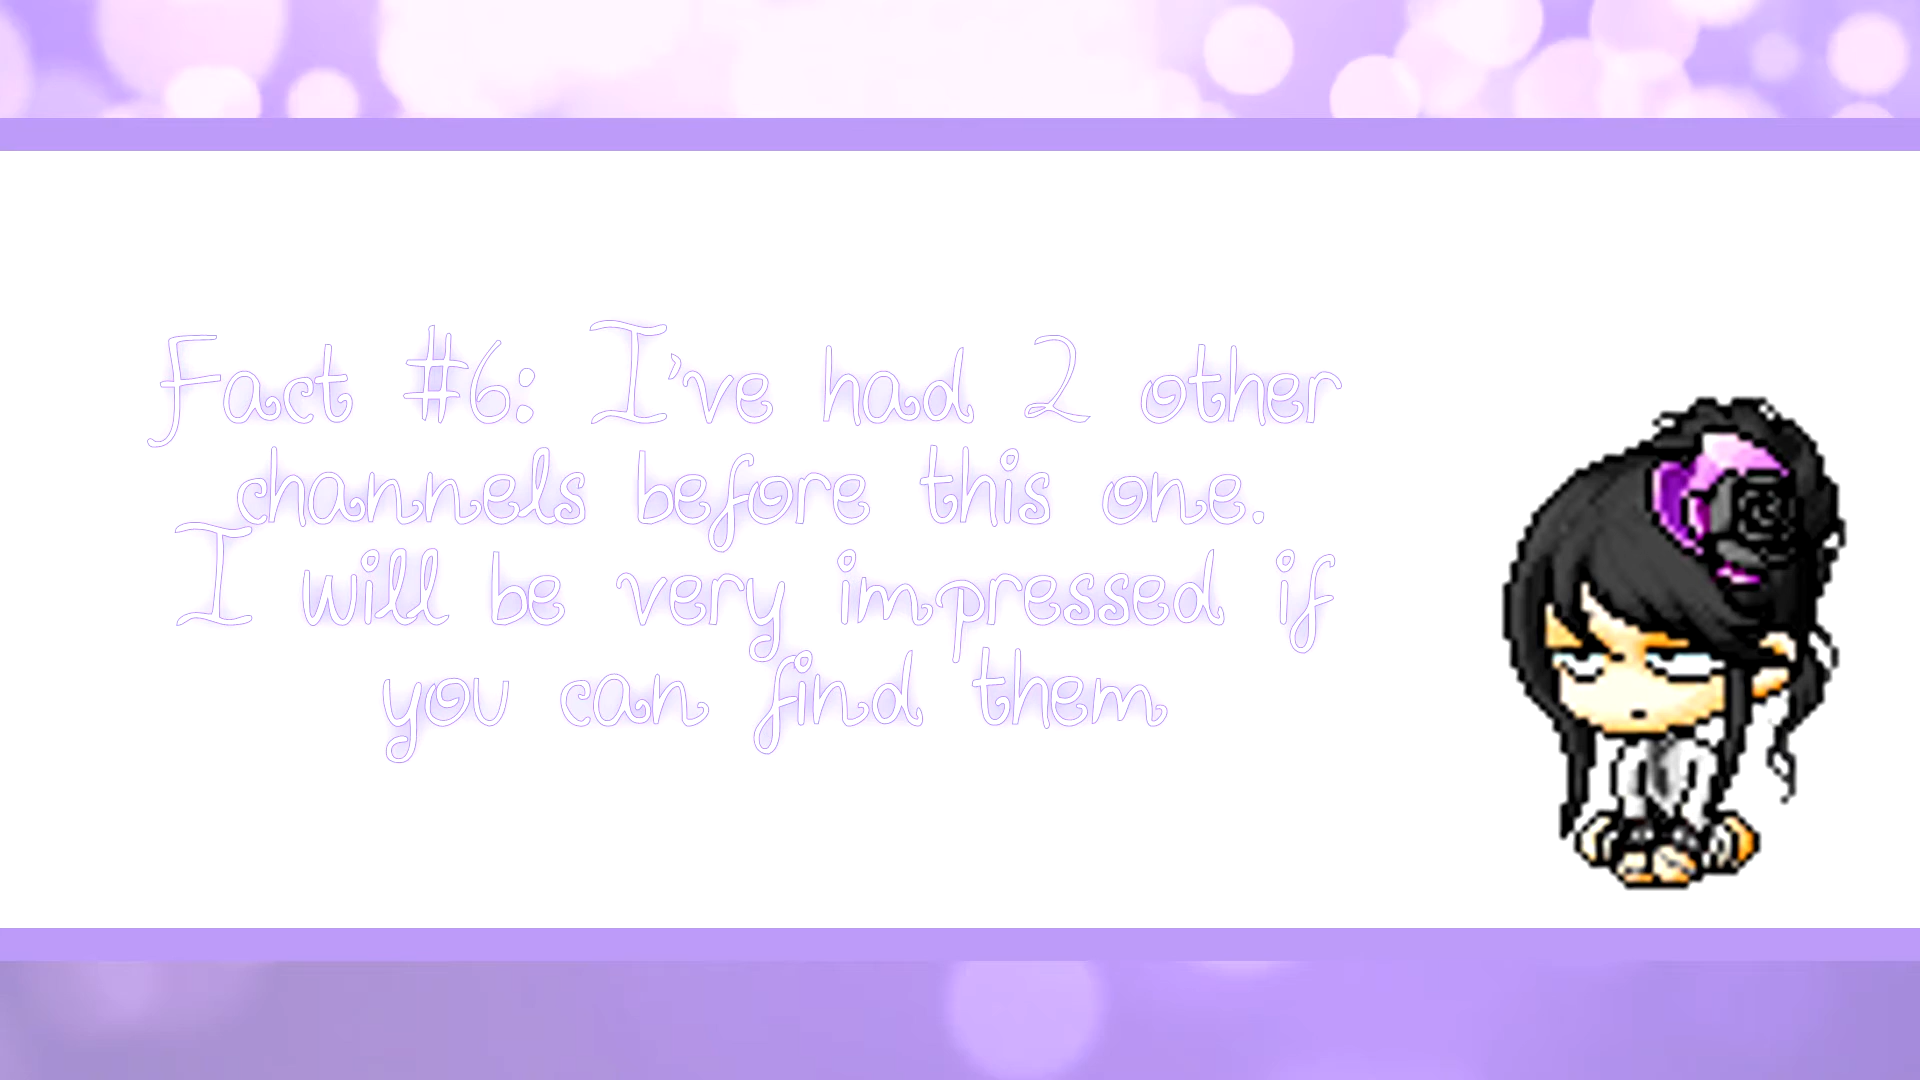 Fact #6: I've had 2 other
channels before this one.
I will be very impressed if
you can find them